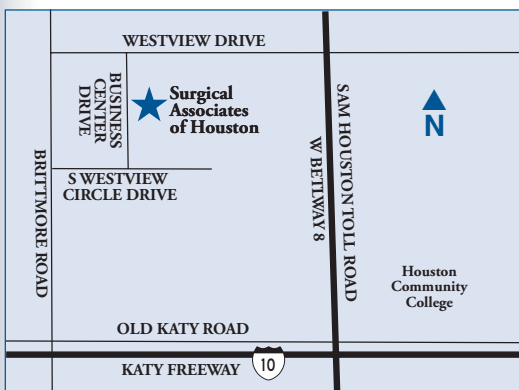 WESTVIEW DRIVE
BUSINESS
CENTER
DRIVE
Surgical
Associates
of Houston
N
S WESTVIEW
CIRCLE DRIVE
BRITTMORE ROAD
W BETLWAY 8
SAM HOUSTON TOLL ROAD
Houston
Community
College
OLD KATY ROAD
10
KATY FREEWAY